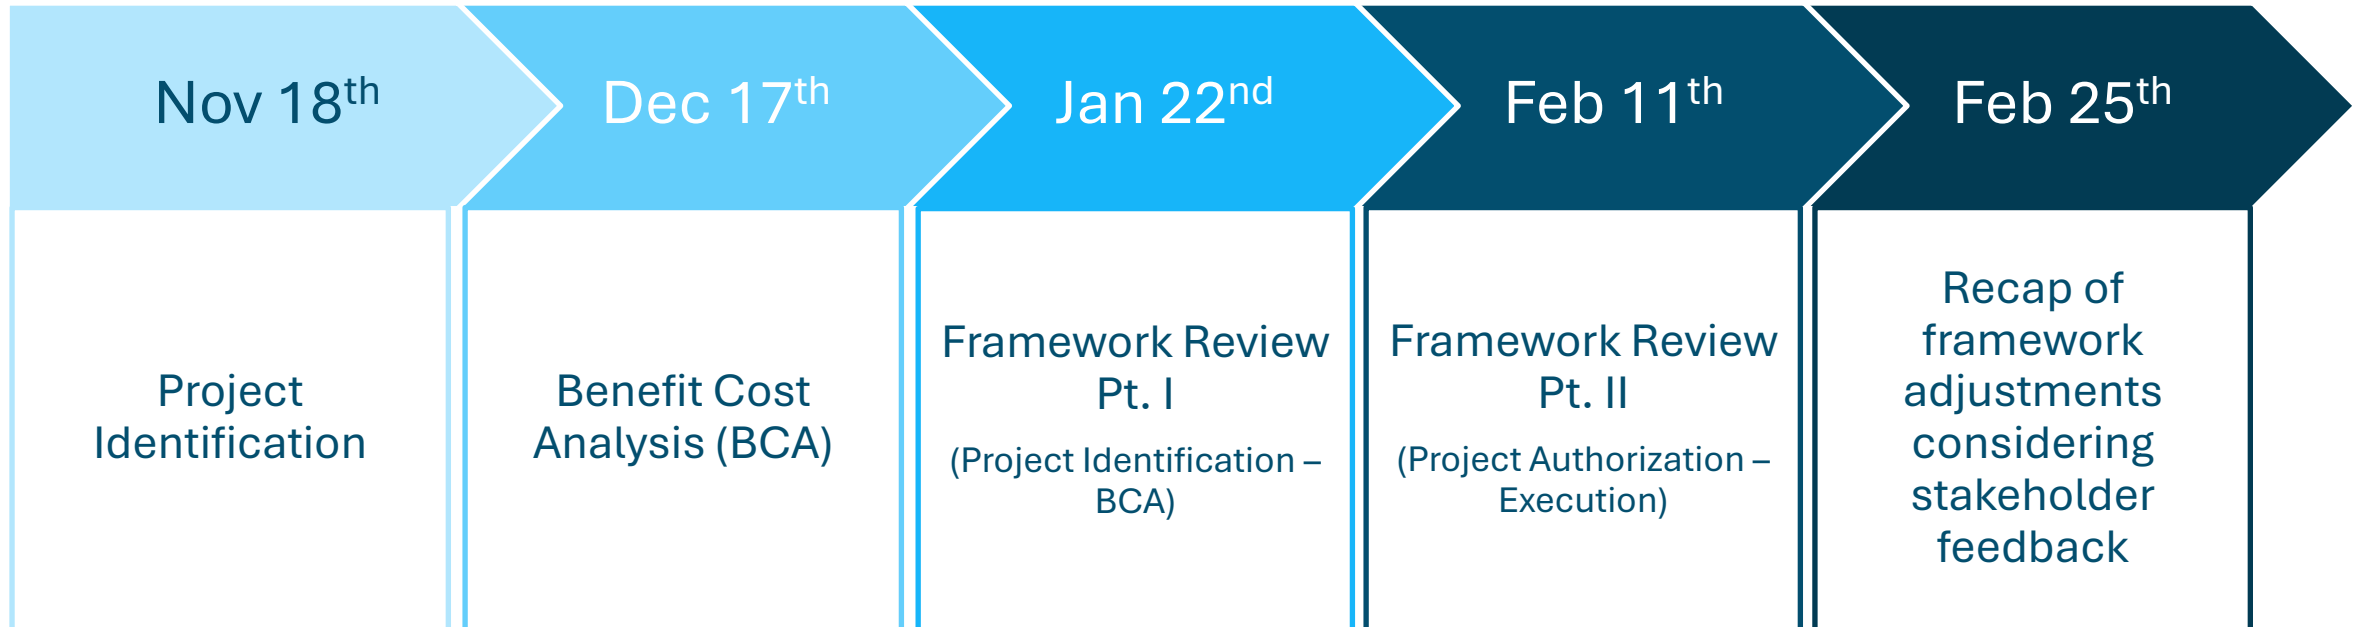 Nov 18th
Dec 17th
Jan 22nd
Feb 11th
Feb 25th
Project
Identification
Benefit Cost
Analysis (BCA)
Framework Review
Pt. I
(Project Identification –
BCA)
Framework Review
Pt. II
(Project Authorization –
Execution)
Recap of
framework
adjustments
considering
stakeholder
feedback